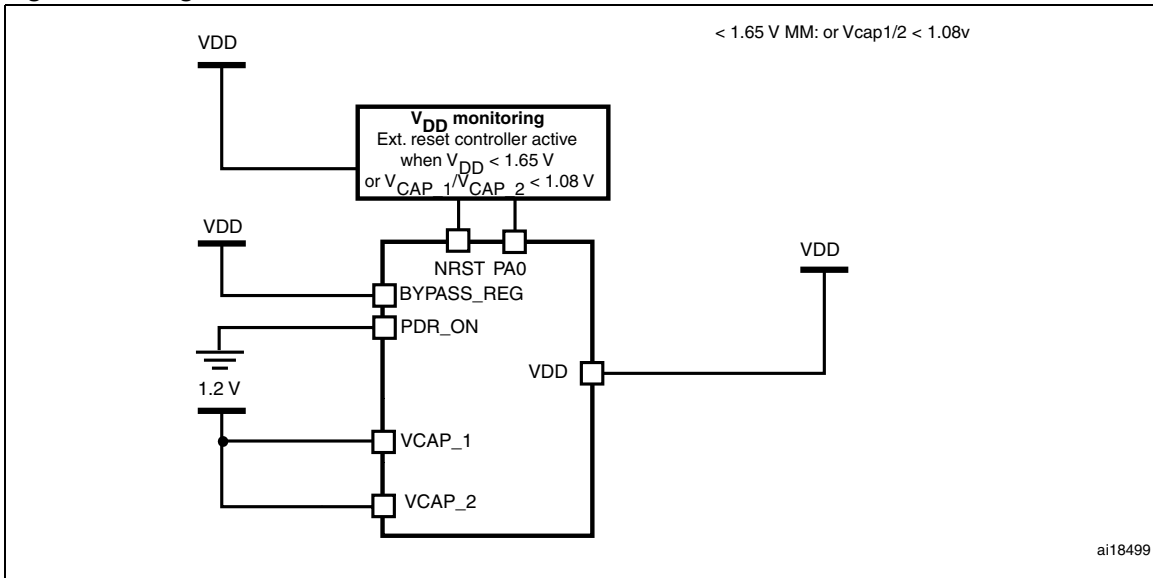 < 1.65 V MM: or Vcap1/2 < 1.08v
VDD
VDD monitoring
Ext. reset controller active
when VDD < 1.65 V
or VCAP_1/VCAP_2 < 1.08 V
VDD
VDD
NRST PA0
BYPASS_REG
PDR_ON
VDD
1.2 V
VCAP_1
VCAP_2
ai18499